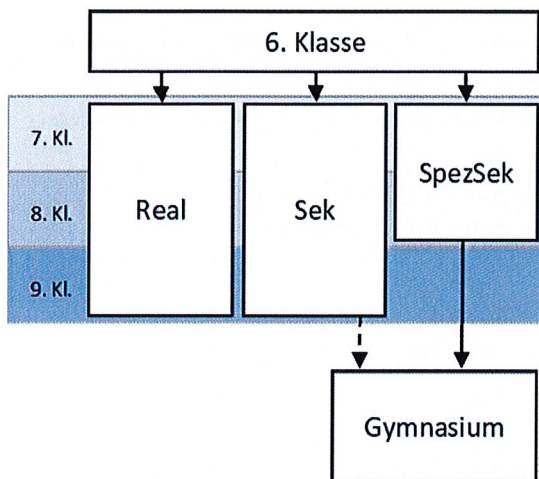 6. Klasse
7. Kl.
8. Kl.
9. Kl.
Real
Sek
SpezSek
Gymnasium